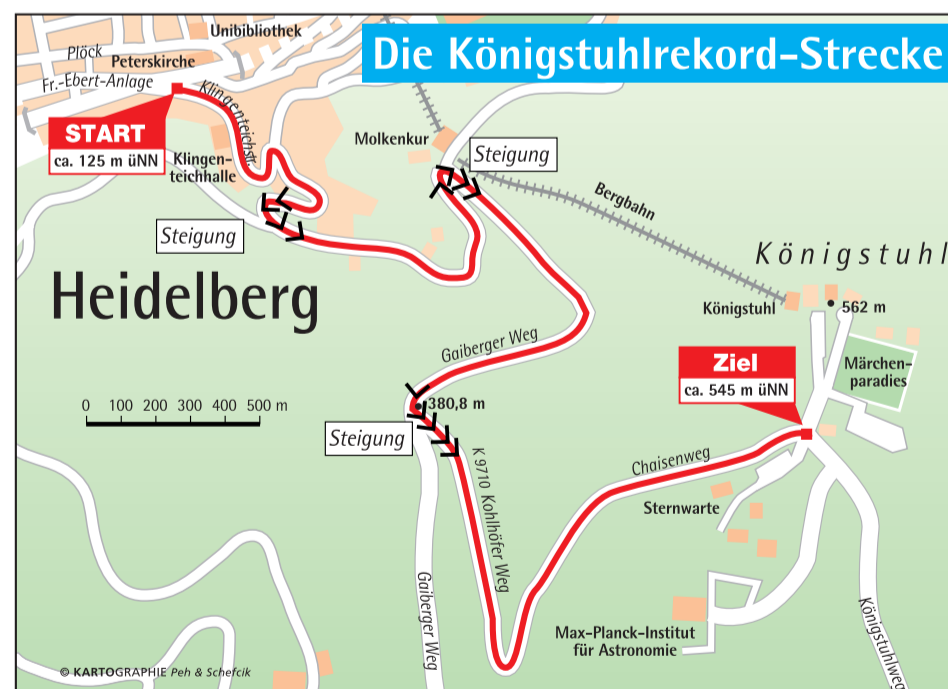 Die Königstuhlrekord-Strecke
Unibibliothek
Plöck
Peterskirche
Fr.-Ebert-Anlage
Klingenteichstr.
START
ca. 125 m üNN
Klingen-
teichhalle
Molkenkur
Steigung
Bergbahn
Steigung
Königstuhl
Heidelberg
Königstuhl
562 m
Gaiberger Weg
Ziel
ca. 545 m üNN
Märchen-
paradies
0 100 200 300 400 500 m
380,8 m
Steigung
K 9710 Kohlhöfer Weg
Chaisenweg
Sternwarte
Gaiberger Weg
Max-Planck-Institut
für Astronomie
Königstuhlweg
© KARTOGRAPHIE Peh & Schefcik